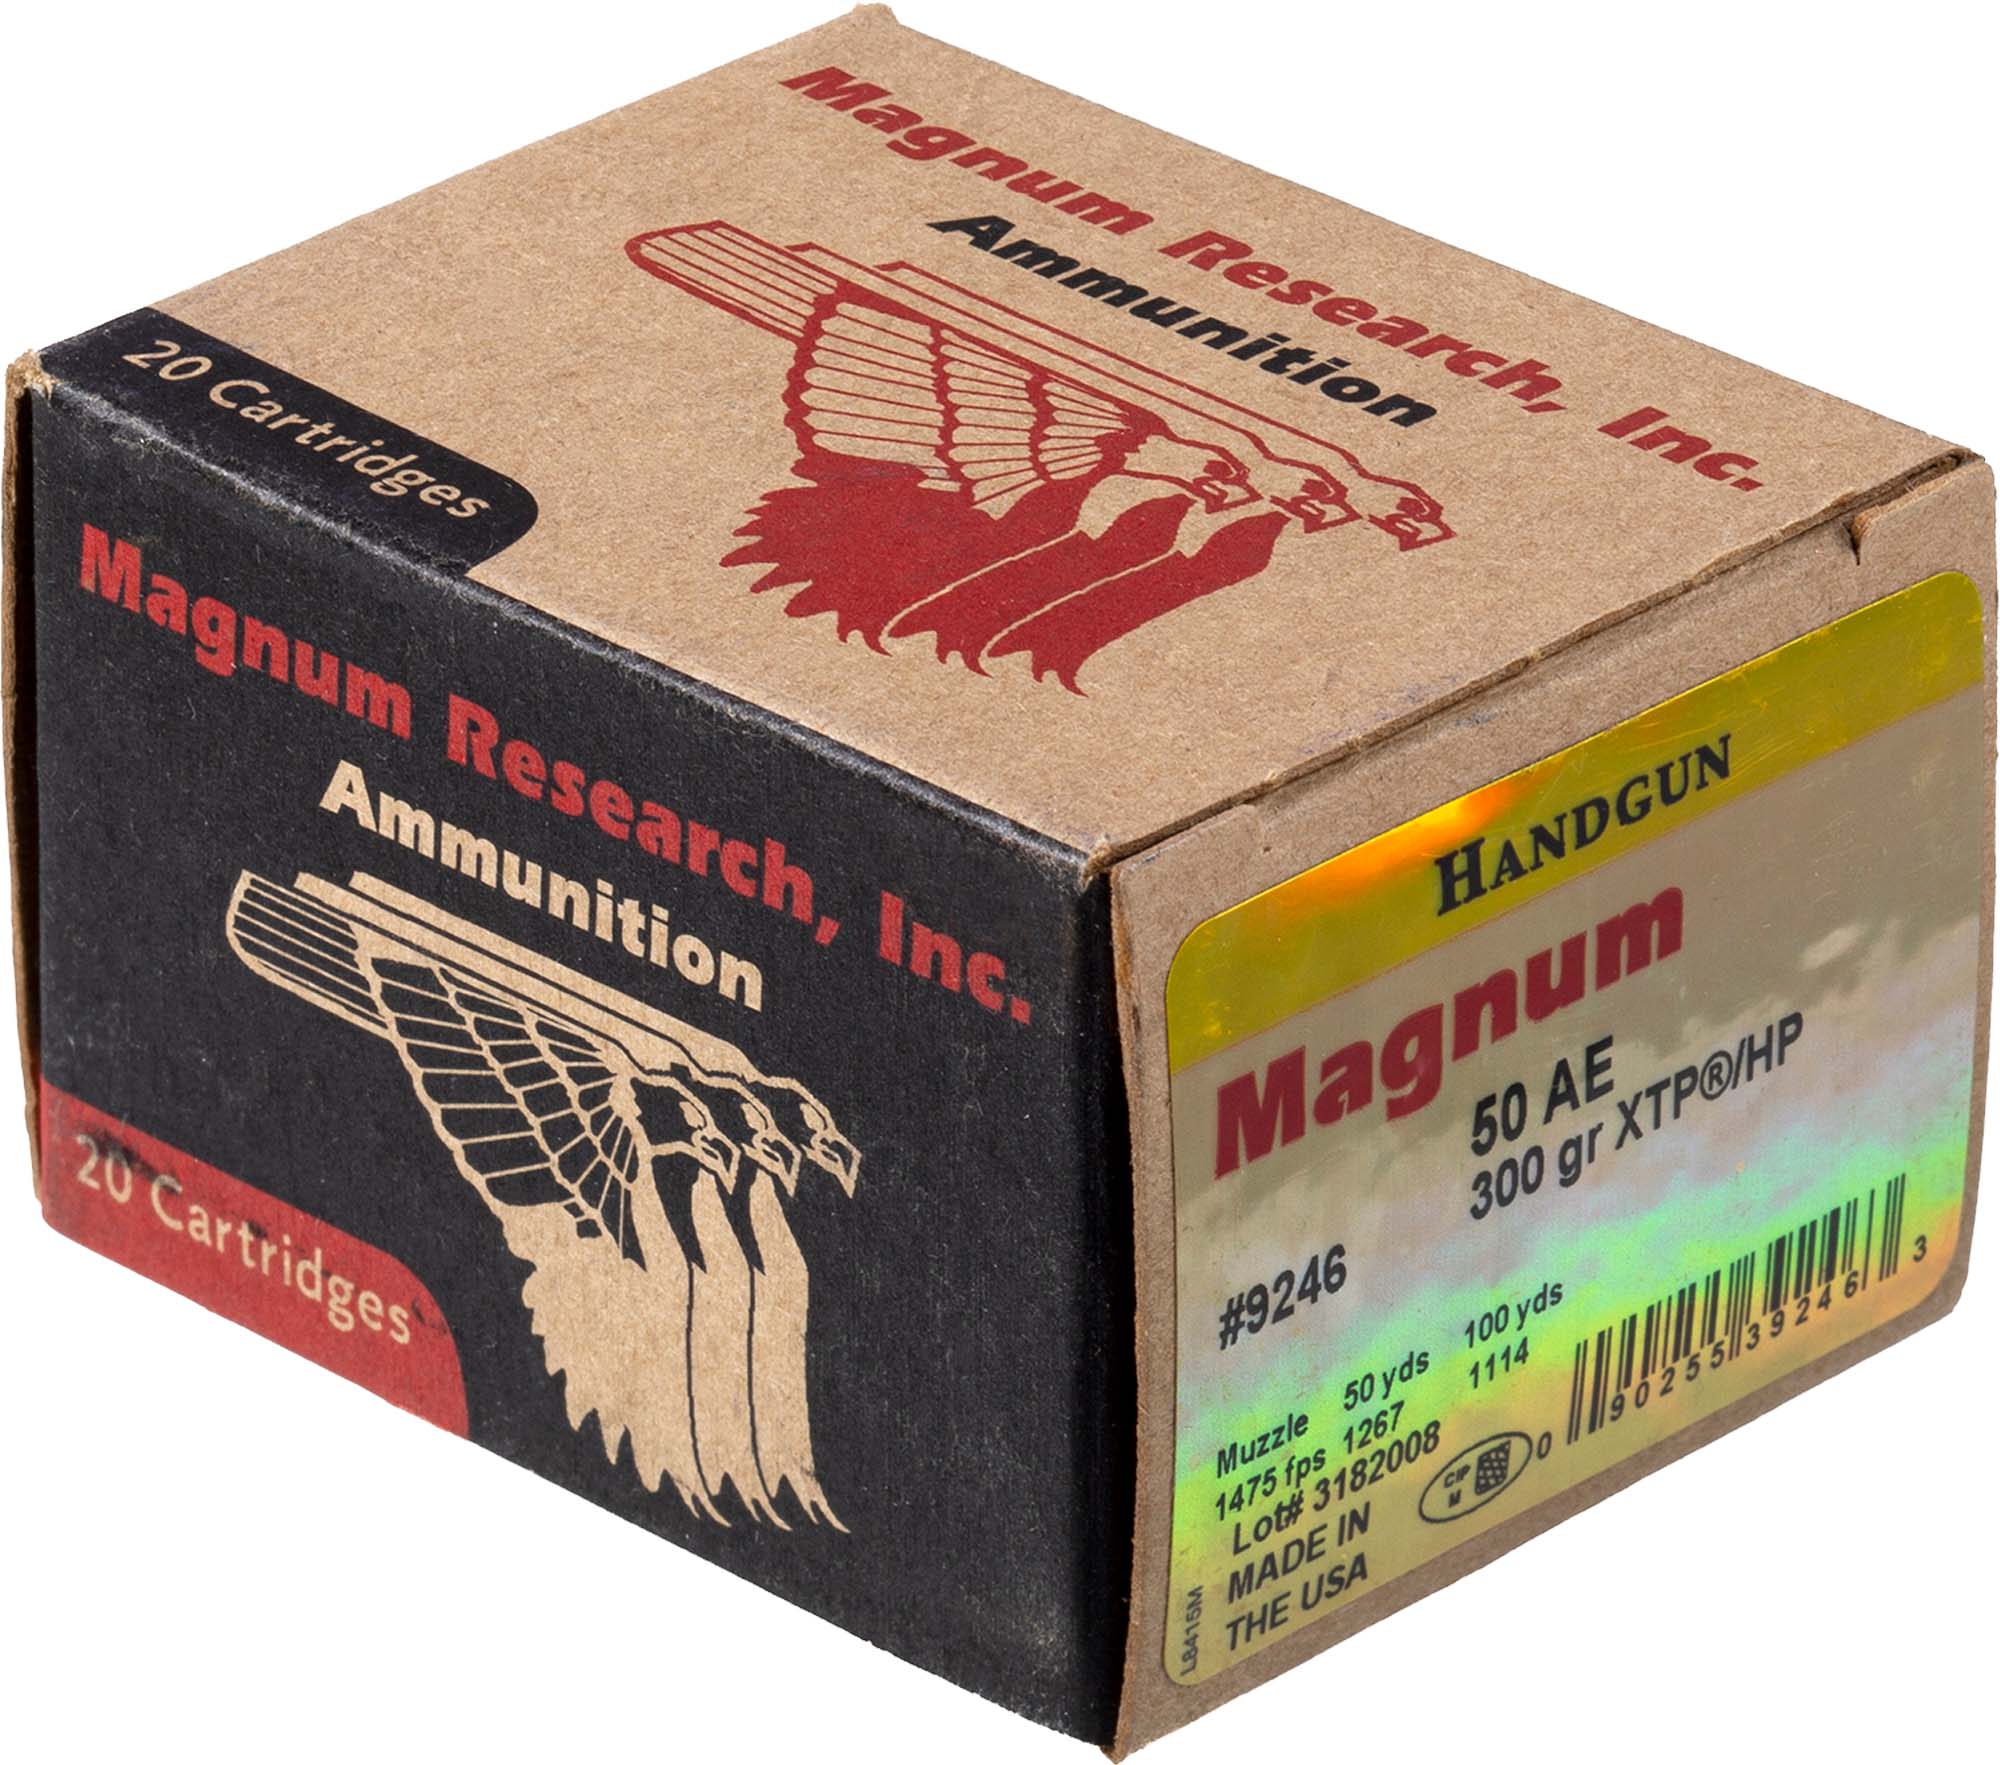 Magnum Research, Inc.
Ammunition
20 Cartridges
Magnum Research, Inc.
Ammunition
20 Cartridges
HANDGUN
Magnum
50 AE
300 gr XTP®/HP
#9246
Muzzle 50 yds 100 yds
1475 fps 1267 1114
Lot# 3182008
MADE IN
THE USA
CIP
M
0 90255 39246 3
L8415M